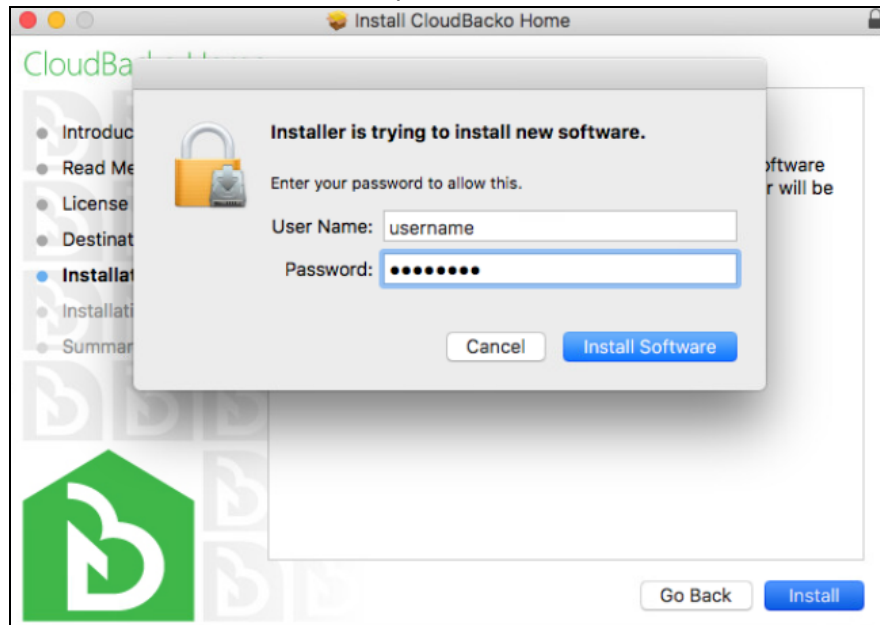 Install CloudBacko Home
CloudBa
Installer is trying to install new software.
Enter your password to allow this.
User Name: username
Password: ••••••••
Cancel Install Software
Introduc
Read Me
License
Destinat
Installat
Installati
Summar
oftware
r will be
Go Back Install